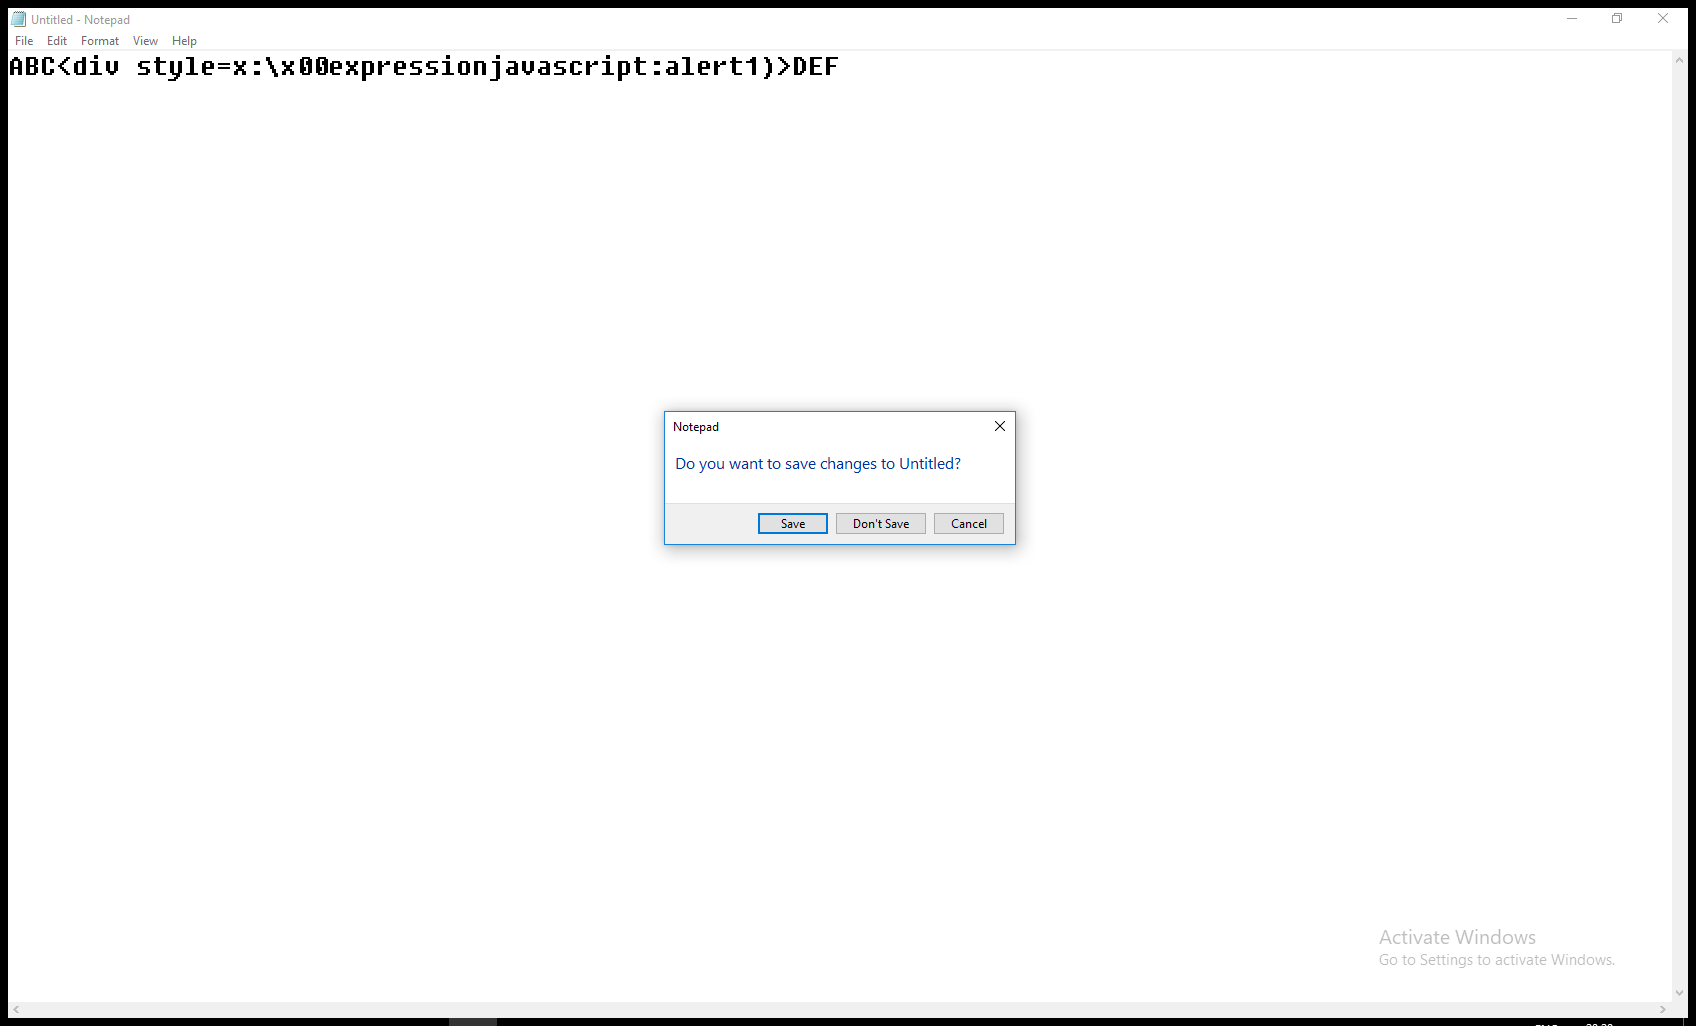 Untitled - Notepad
File Edit Format View Help
ABC<div style=x:\x00expressionjavascript:alert1)>DEF
Notepad
Do you want to save changes to Untitled?
Save Don't Save Cancel
Activate Windows
Go to Settings to activate Windows.